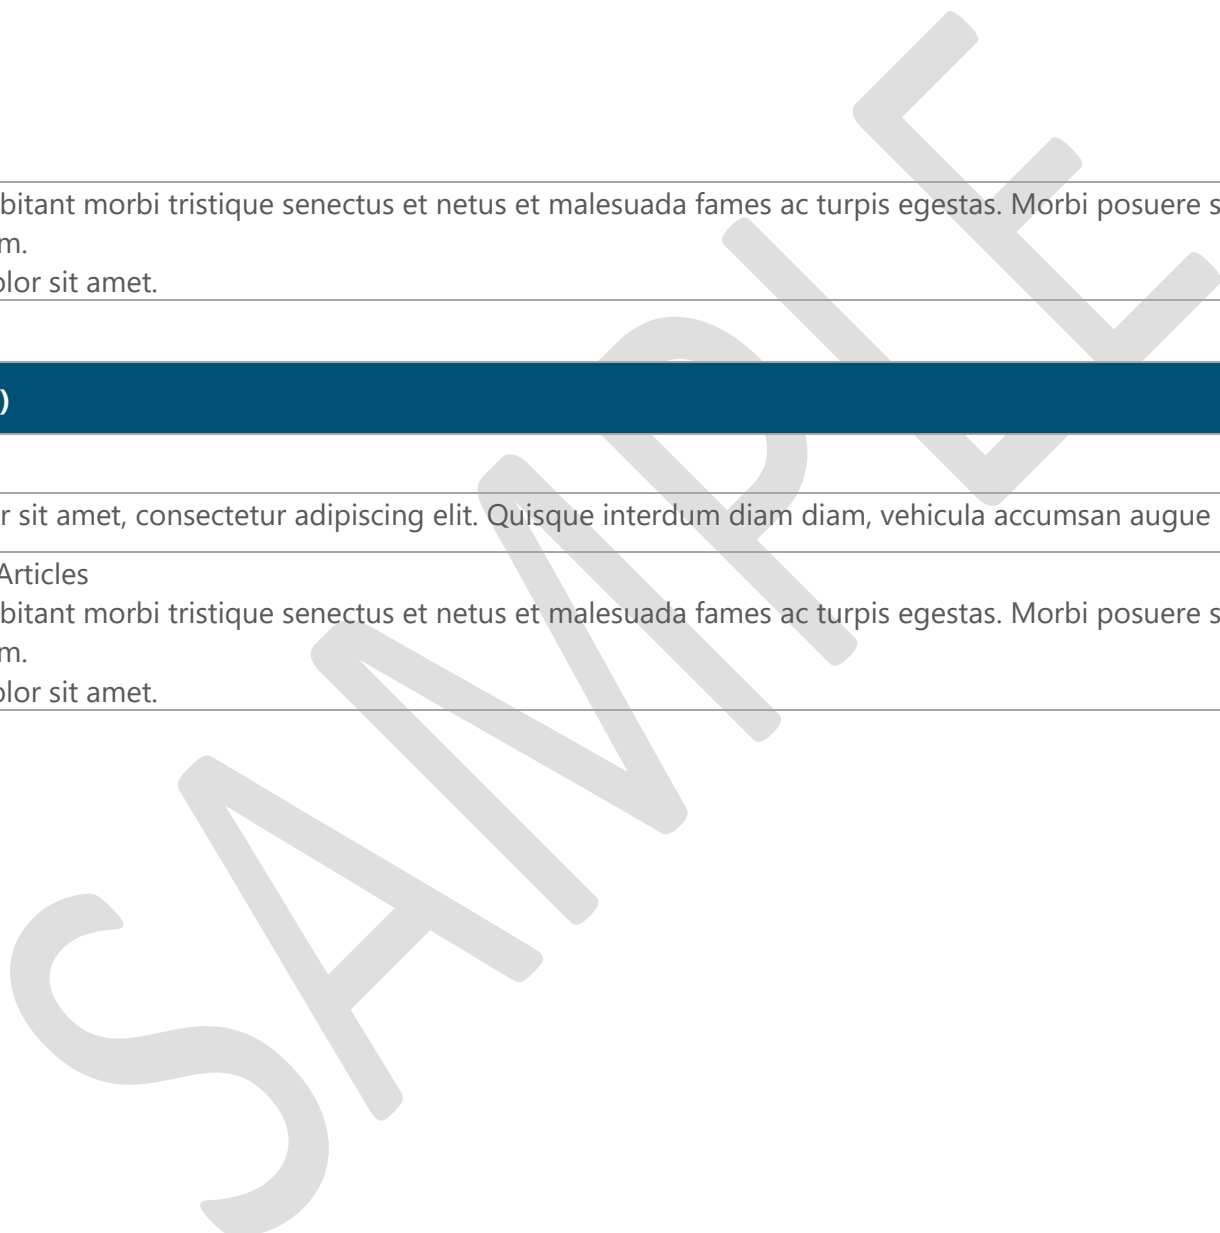 bitant morbi tristique senectus et netus et malesuada fames ac turpis egestas. Morbi posuere s
m.
olor sit amet.
)
r sit amet, consectetur adipiscing elit. Quisque interdum diam diam, vehicula accumsan augue
Articles
bitant morbi tristique senectus et netus et malesuada fames ac turpis egestas. Morbi posuere s
m.
olor sit amet.
SAMPLE